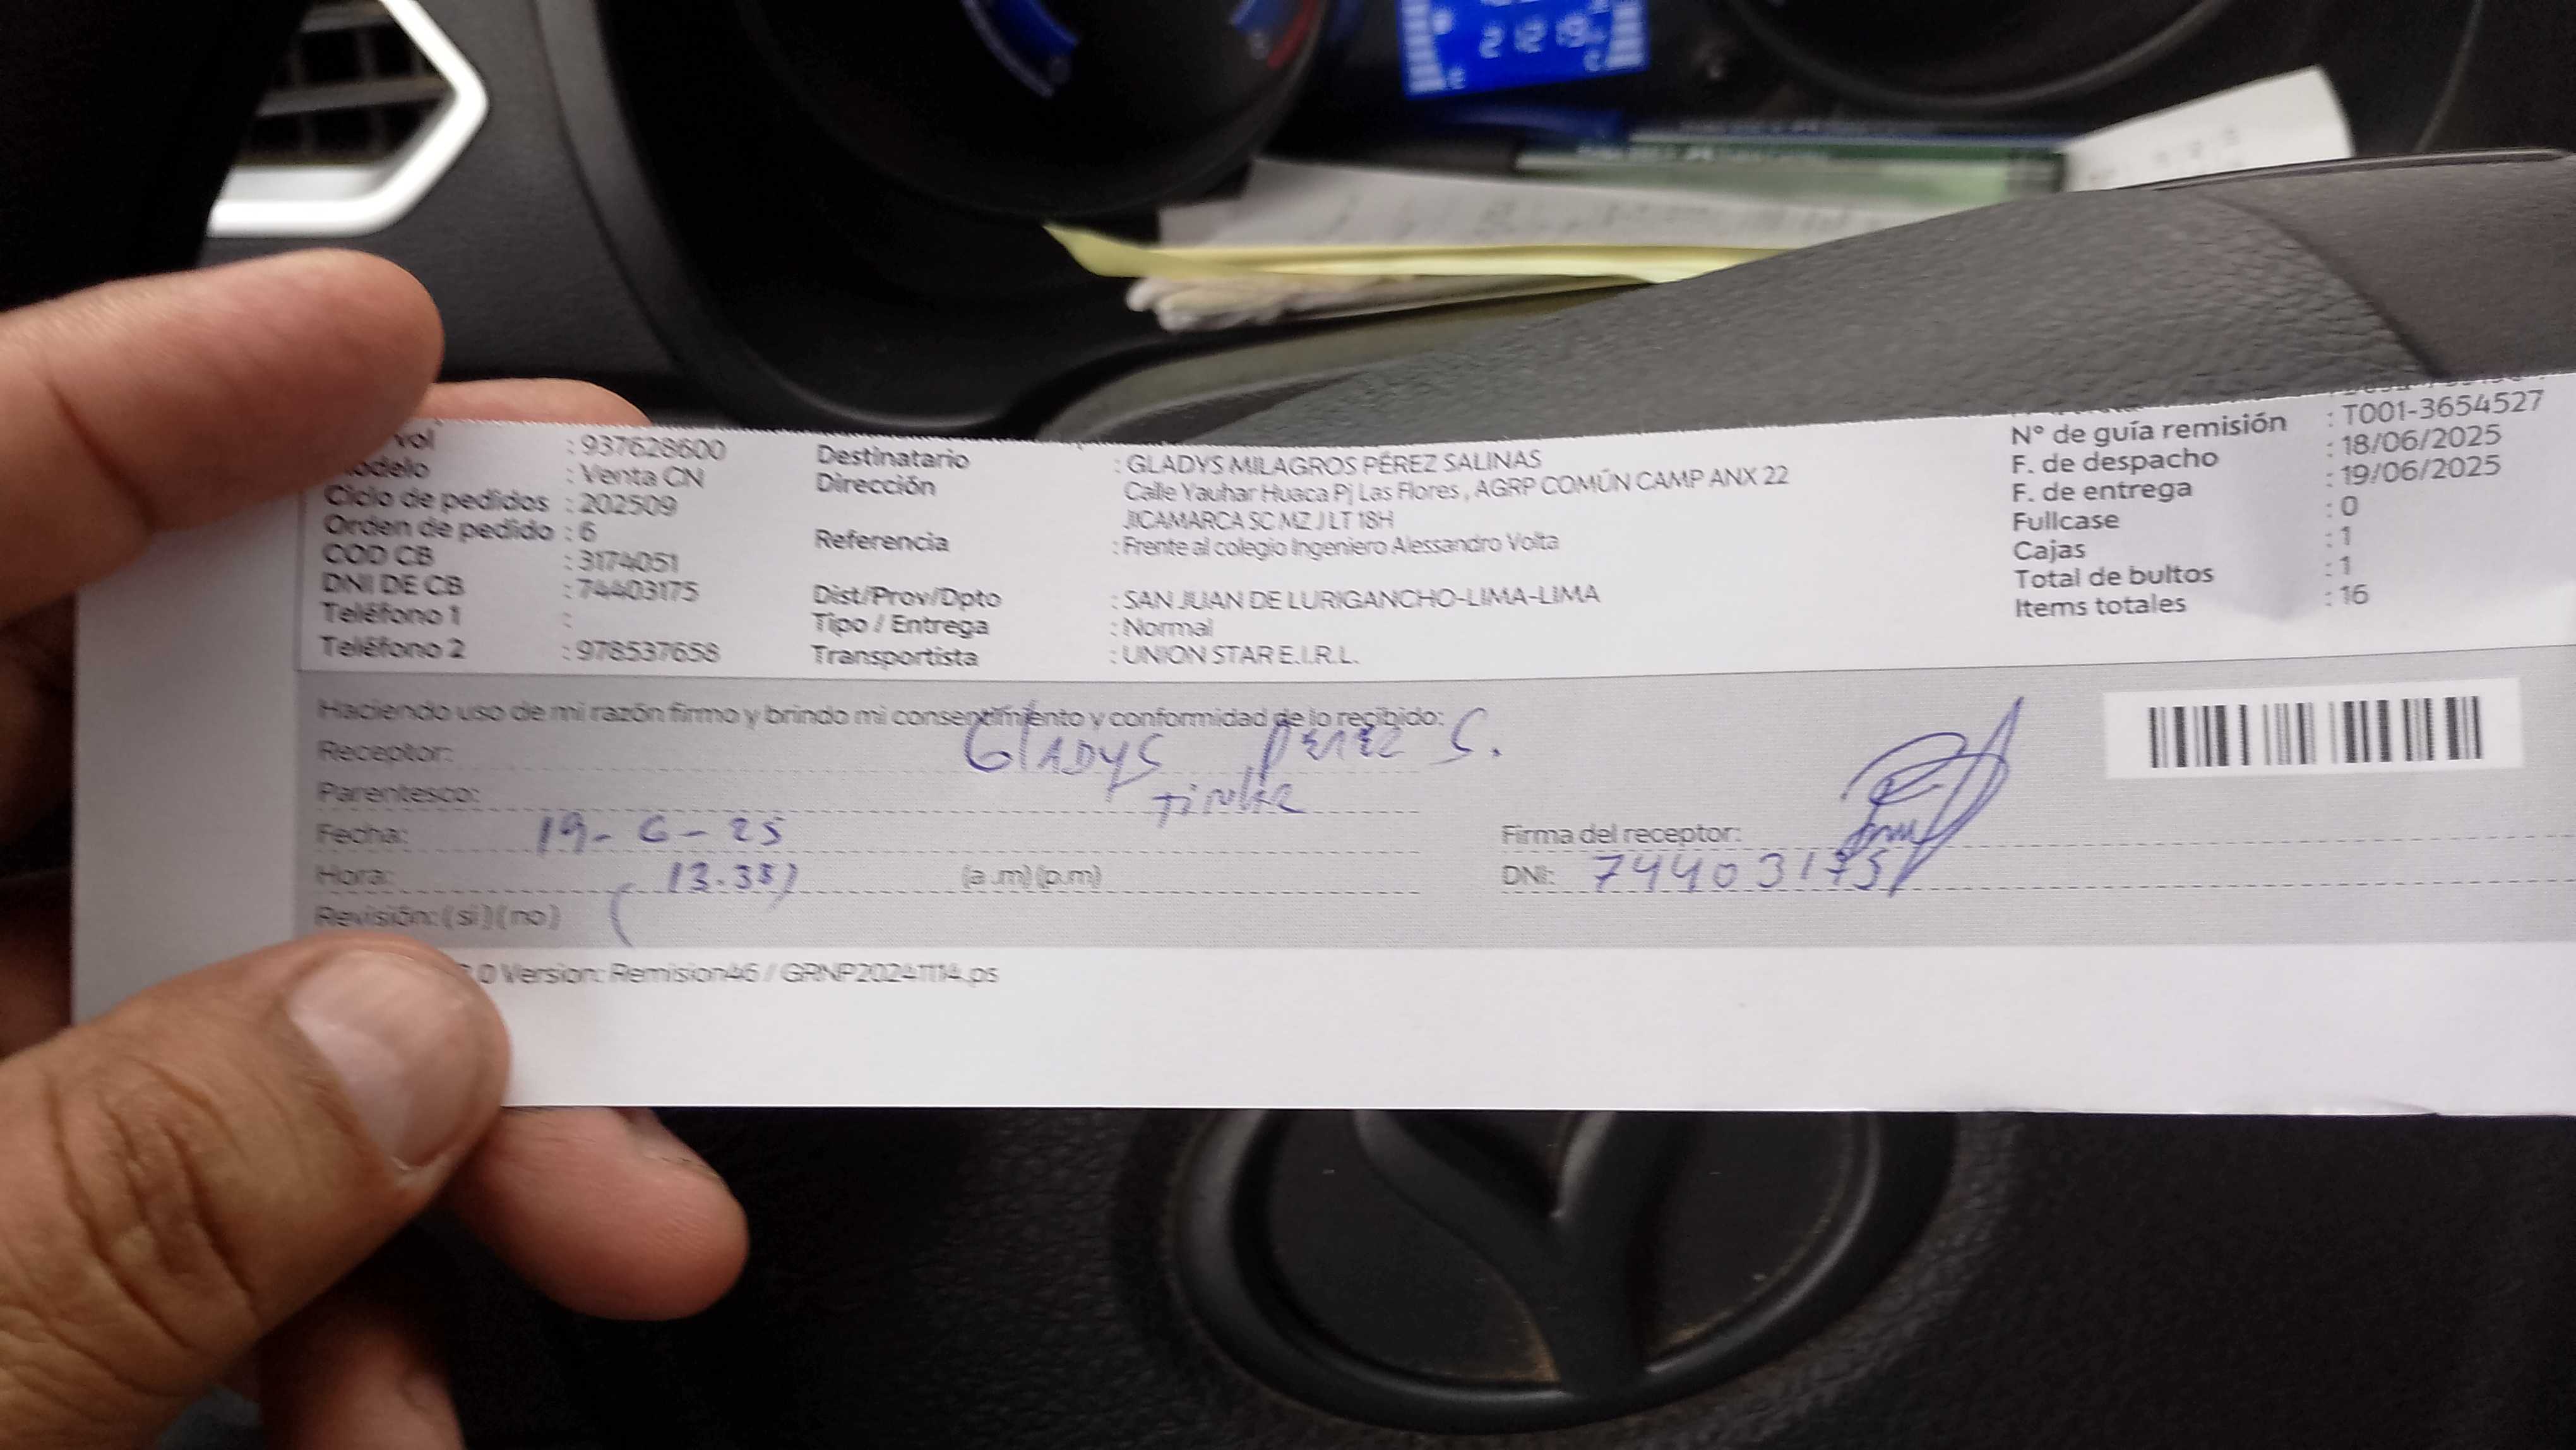 vol : 937628600
odelo : Venta CN
Ciclo de pedidos : 202509
Orden de pedido : 6
COD CB : 3174051
DNI DE CB : 74403175
Teléfono 1 :
Teléfono 2 : 978537658
Destinatario : GLADYS MILAGROS PÉREZ SALINAS
Dirección : Calle Yauhar Huaca Pj Las Flores , AGRP COMÚN CAMP ANX 22
JICAMARCA SC MZ J LT 18H
Referencia : Frente al colegio Ingeniero Alessandro Volta
Dist/Prov/Dpto : SAN JUAN DE LURIGANCHO-LIMA-LIMA
Tipo / Entrega : Normal
Transportista : UNION STAR E.I.R.L.
N° de guía remisión : T001-3654527
F. de despacho : 18/06/2025
F. de entrega : 19/06/2025
Fullcase : 0
Cajas : 1
Total de bultos : 1
Items totales : 16
Haciendo uso de mi razón firmo y brindo mi consentimiento y conformidad de lo recibido:
Receptor: GLADYS Perez S.
Parentesco:
Fecha: 19-6-25
Hora: (13.38) (a .m) (p.m)
Revisión: ( si ) ( no )
Firma del receptor:
DNI: 74403175
.0 Version: Remision46 / GRNP20241114.ps